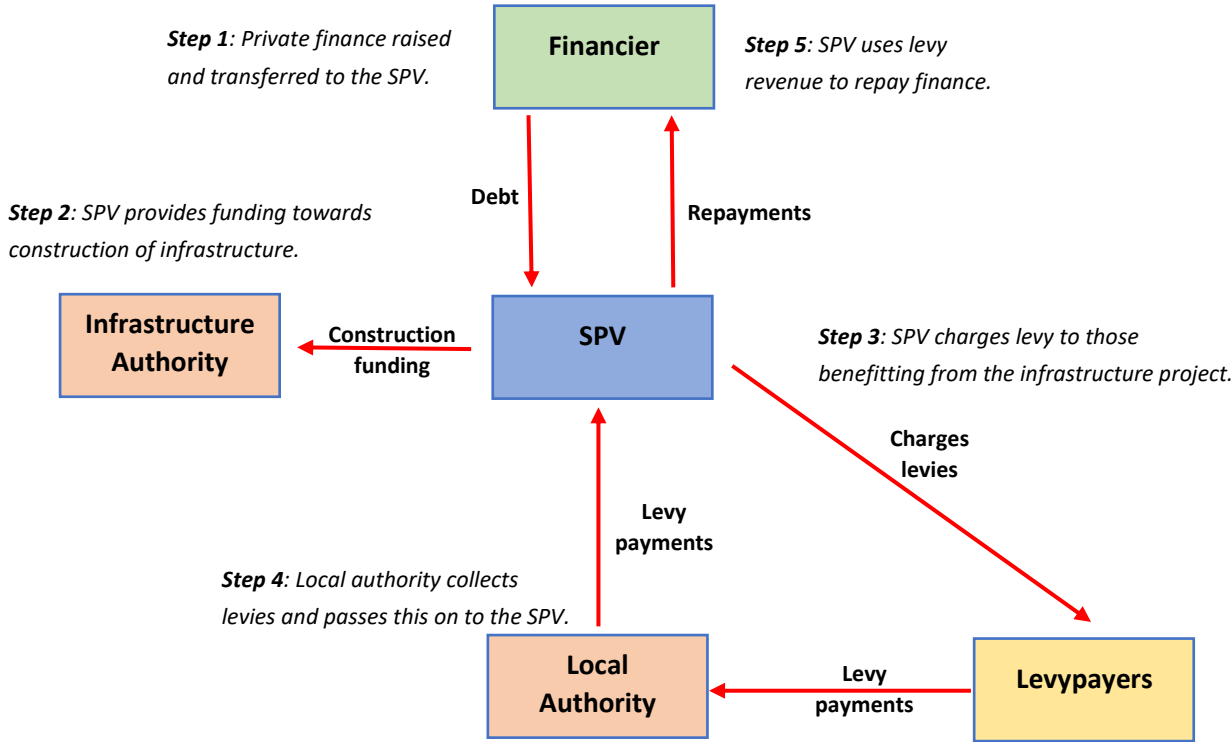 Step 1: Private finance raised
and transferred to the SPV.
Financier
Step 5: SPV uses levy
revenue to repay finance.
Debt
Repayments
Step 2: SPV provides funding towards
construction of infrastructure.
Infrastructure
Authority
Construction
funding
SPV
Step 3: SPV charges levy to those
benefitting from the infrastructure project.
Charges
levies
Levy
payments
Step 4: Local authority collects
levies and passes this on to the SPV.
Local
Authority
Levy
payments
Levypayers